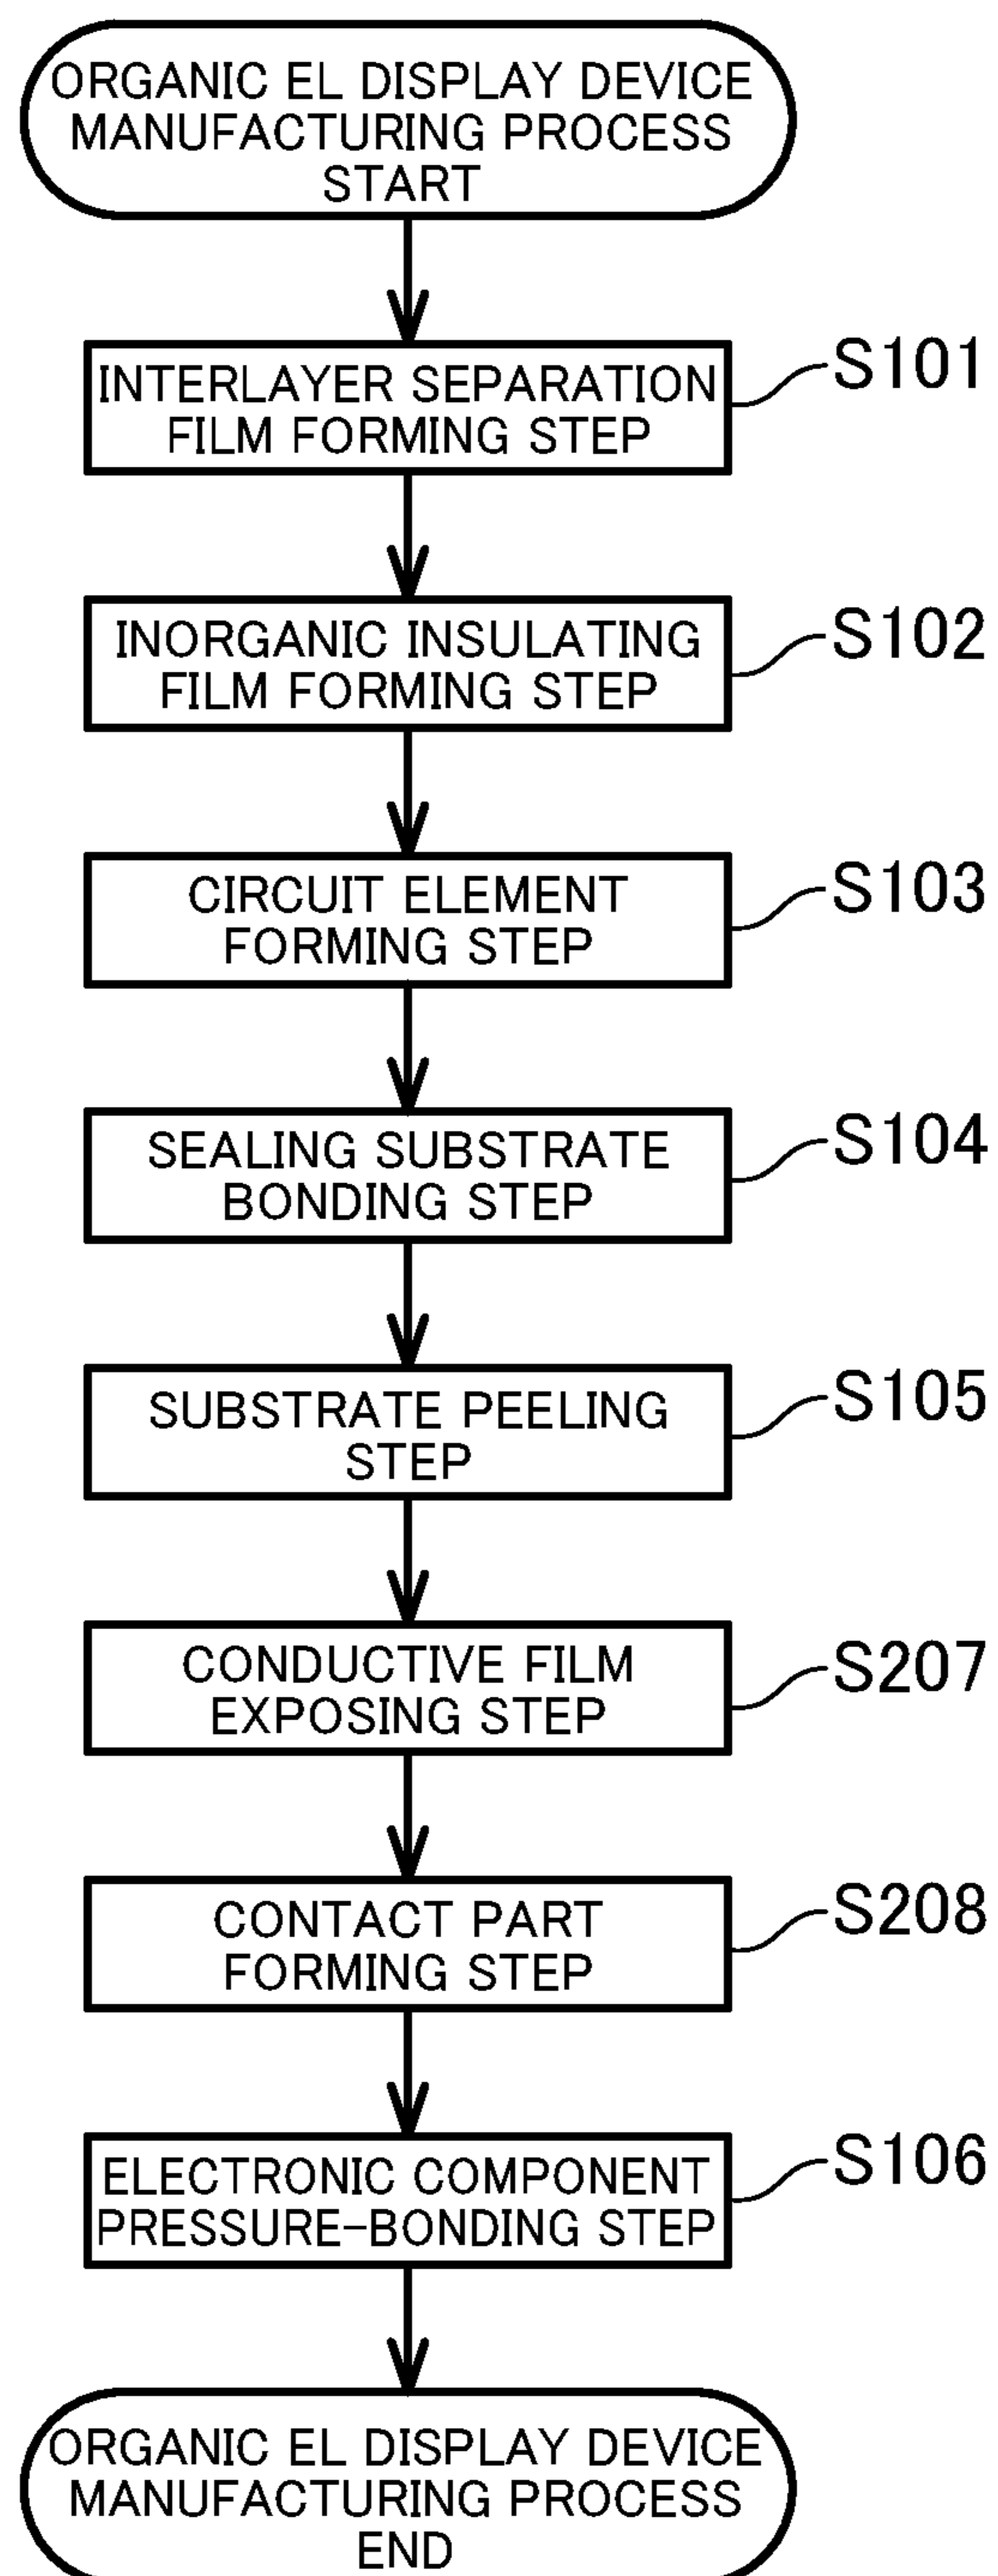 ORGANIC EL DISPLAY DEVICE
MANUFACTURING PROCESS
START
INTERLAYER SEPARATION
FILM FORMING STEP
S101
INORGANIC INSULATING
FILM FORMING STEP
S102
CIRCUIT ELEMENT
FORMING STEP
S103
SEALING SUBSTRATE
BONDING STEP
S104
SUBSTRATE PEELING
STEP
S105
CONDUCTIVE FILM
EXPOSING STEP
S207
CONTACT PART
FORMING STEP
S208
ELECTRONIC COMPONENT
PRESSURE-BONDING STEP
S106
ORGANIC EL DISPLAY DEVICE
MANUFACTURING PROCESS
END